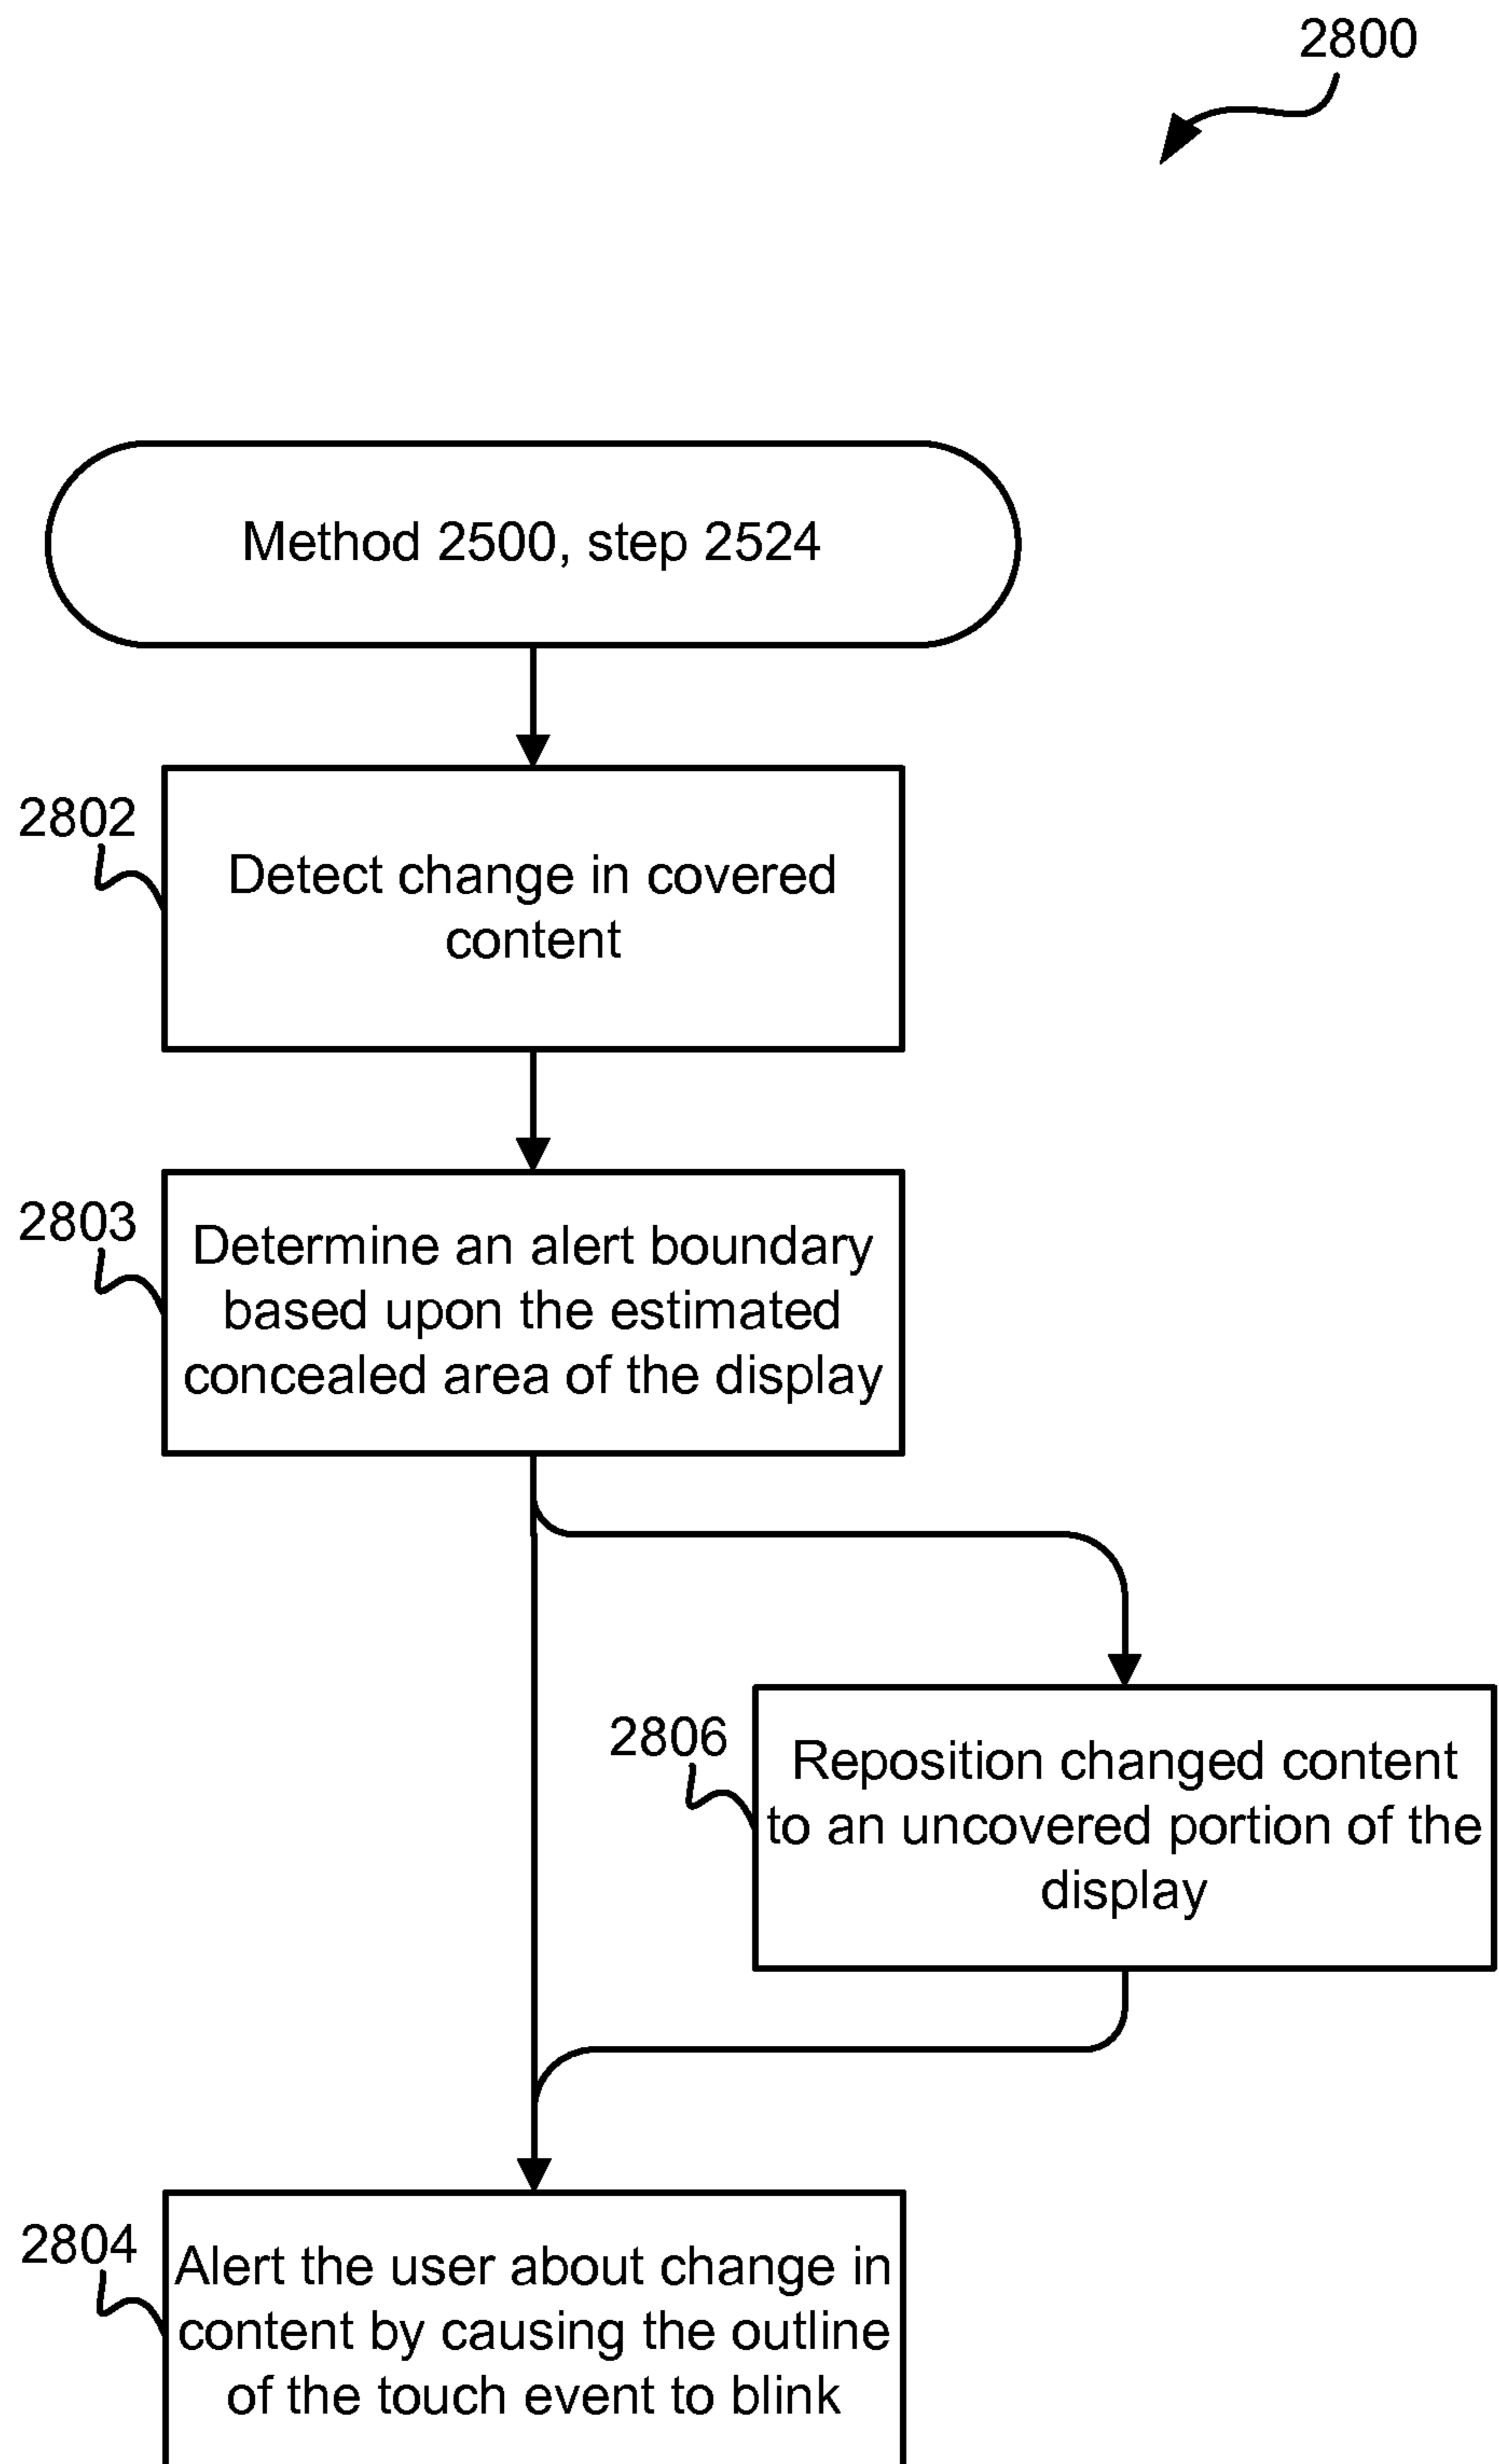 2800
Method 2500, step 2524
2802
Detect change in covered
content
2803
Determine an alert boundary
based upon the estimated
concealed area of the display
2806
Reposition changed content
to an uncovered portion of the
display
2804
Alert the user about change in
content by causing the outline
of the touch event to blink